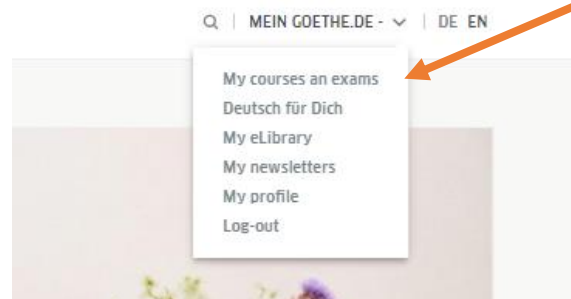 MEIN GOETHE.DE - DE EN
My courses an exams
Deutsch für Dich
My eLibrary
My newsletters
My profile
Log-out